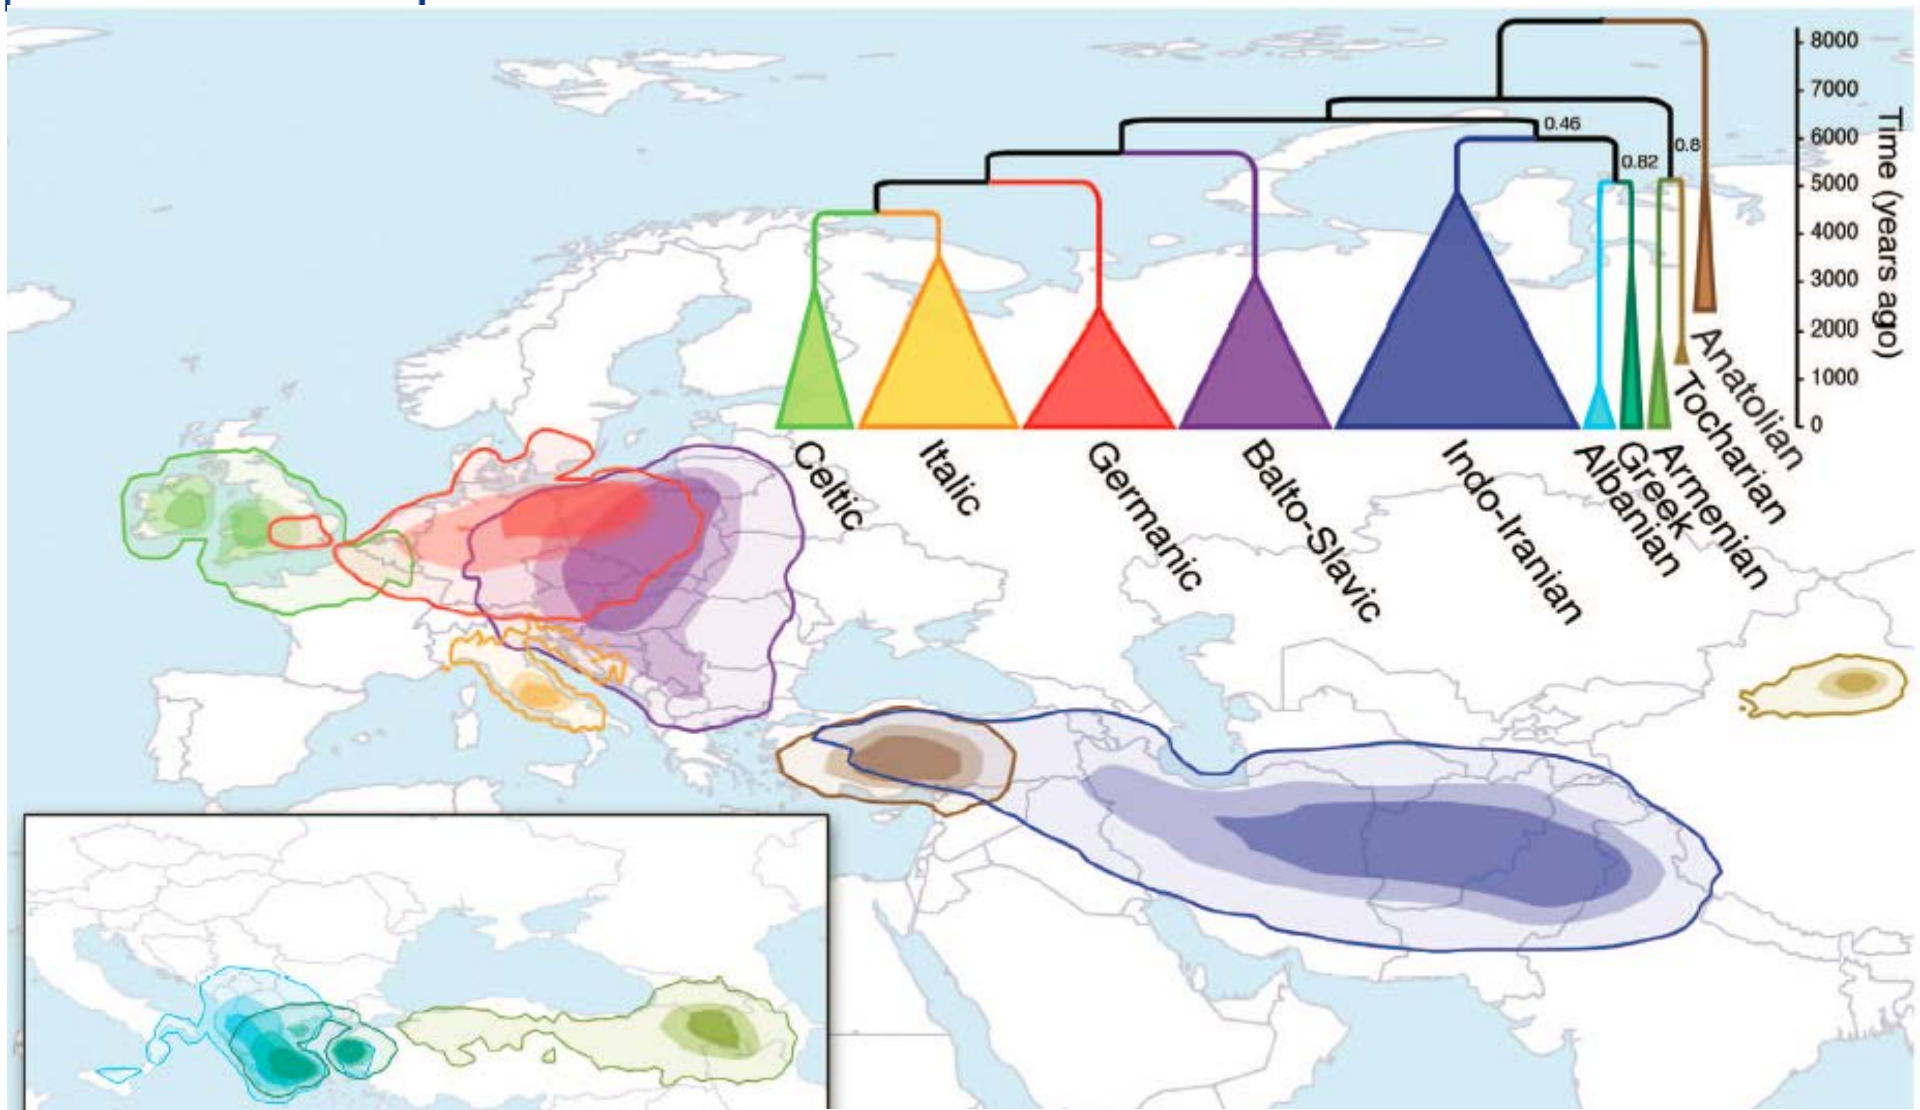 8000
7000
6000
5000
4000
3000
2000
1000
0
Time (years ago)
0.46
0.82
0.8
Celtic
Italic
Germanic
Balto-Slavic
Indo-Iranian
Albanian
Greek
Armenian
Tocharian
Anatolian